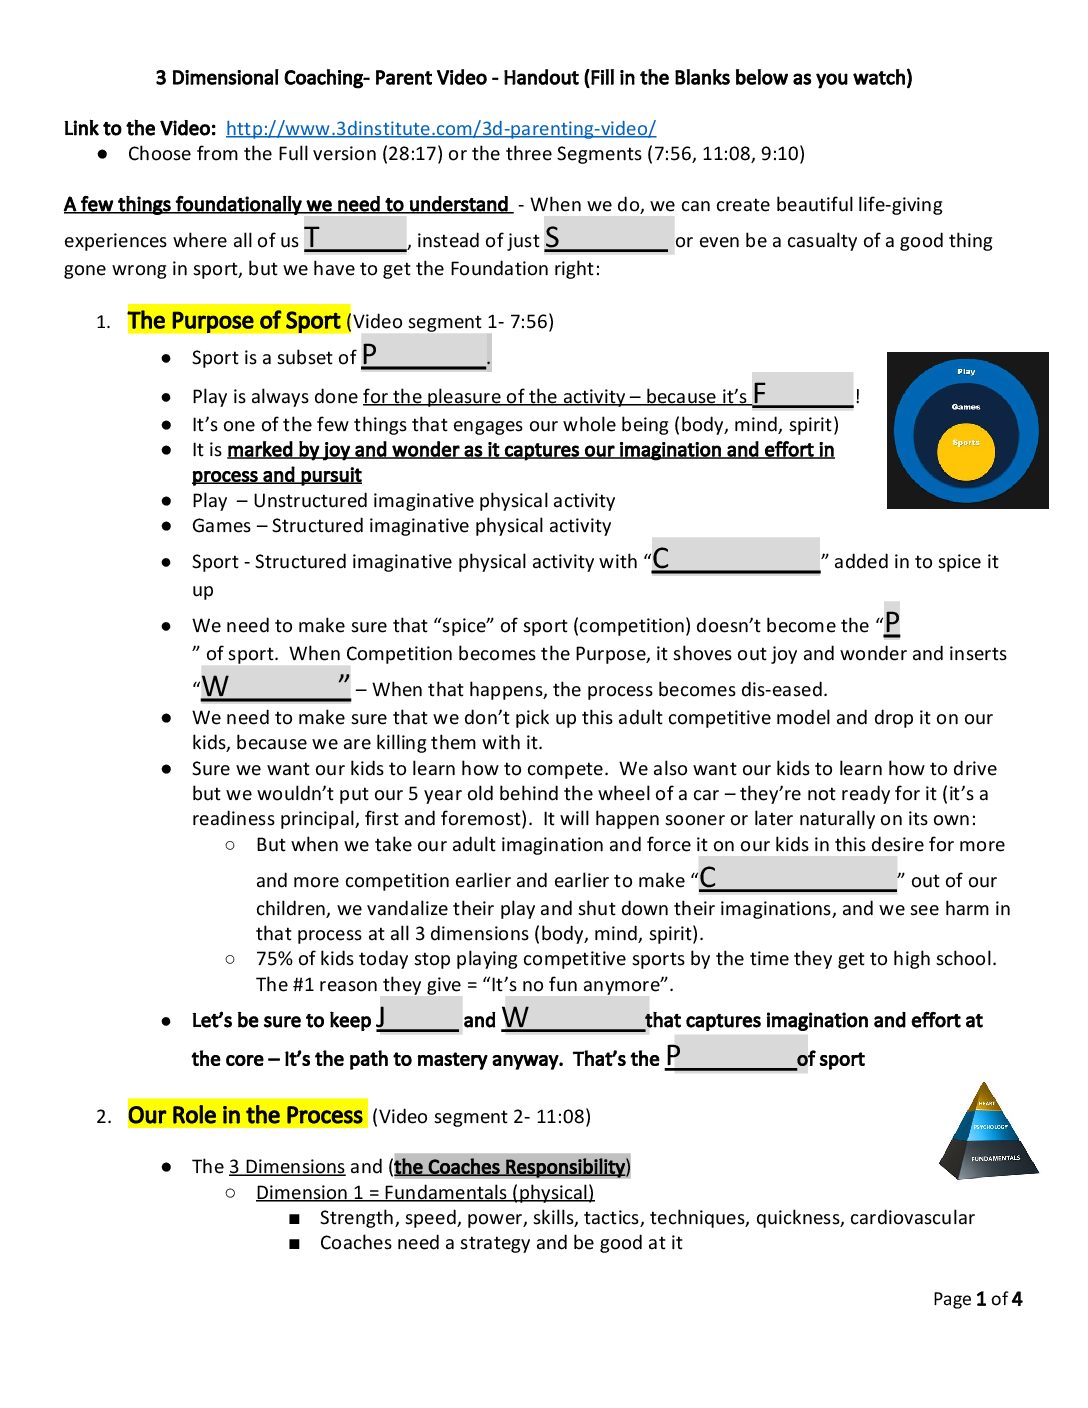 3 Dimensional Coaching- Parent Video - Handout (Fill in the Blanks below as you watch)
Link to the Video:  http://www.3dinstitute.com/3d-parenting-video/
● Choose from the Full version (28:17) or the three Segments (7:56, 11:08, 9:10)
A few things foundationally we need to understand - When we do, we can create beautiful life-giving
experiences where all of us T________, instead of just S__________ or even be a casualty of a good thing
gone wrong in sport, but we have to get the Foundation right:
1. The Purpose of Sport (Video segment 1- 7:56)
● Sport is a subset of P__________.
● Play is always done for the pleasure of the activity – because it’s F________!
● It’s one of the few things that engages our whole being (body, mind, spirit)
● It is marked by joy and wonder as it captures our imagination and effort in
process and pursuit
● Play – Unstructured imaginative physical activity
● Games – Structured imaginative physical activity
Play
Games
Sports
● Sport - Structured imaginative physical activity with “C______________” added in to spice it
up
● We need to make sure that “spice” of sport (competition) doesn’t become the “P
” of sport.  When Competition becomes the Purpose, it shoves out joy and wonder and inserts
“W__________” – When that happens, the process becomes dis-eased.
● We need to make sure that we don’t pick up this adult competitive model and drop it on our
kids, because we are killing them with it.
● Sure we want our kids to learn how to compete.  We also want our kids to learn how to drive
but we wouldn’t put our 5 year old behind the wheel of a car – they’re not ready for it (it’s a
readiness principal, first and foremost).  It will happen sooner or later naturally on its own:
○ But when we take our adult imagination and force it on our kids in this desire for more
and more competition earlier and earlier to make “C________________” out of our
children, we vandalize their play and shut down their imaginations, and we see harm in
that process at all 3 dimensions (body, mind, spirit).
○ 75% of kids today stop playing competitive sports by the time they get to high school.
The #1 reason they give = “It’s no fun anymore”.
● Let’s be sure to keep J______ and W__________that captures imagination and effort at
the core – It’s the path to mastery anyway.  That’s the P__________of sport
2. Our Role in the Process (Video segment 2- 11:08)
HEART
PSYCHOLOGY
FUNDAMENTALS
● The 3 Dimensions and (the Coaches Responsibility)
○ Dimension 1 = Fundamentals (physical)
■ Strength, speed, power, skills, tactics, techniques, quickness, cardiovascular
■ Coaches need a strategy and be good at it
Page 1 of 4